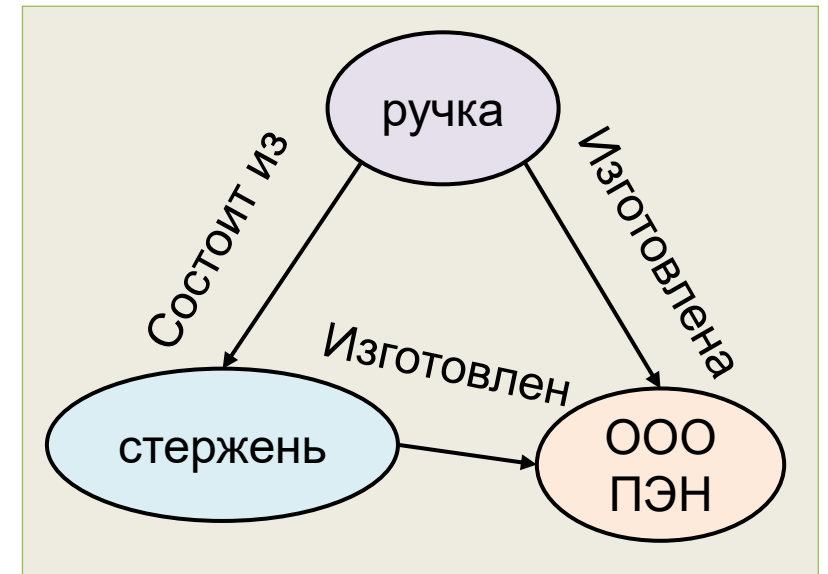 ручка
Состоит из
Изготовлена
Изготовлен
стержень
ООО
ПЭН